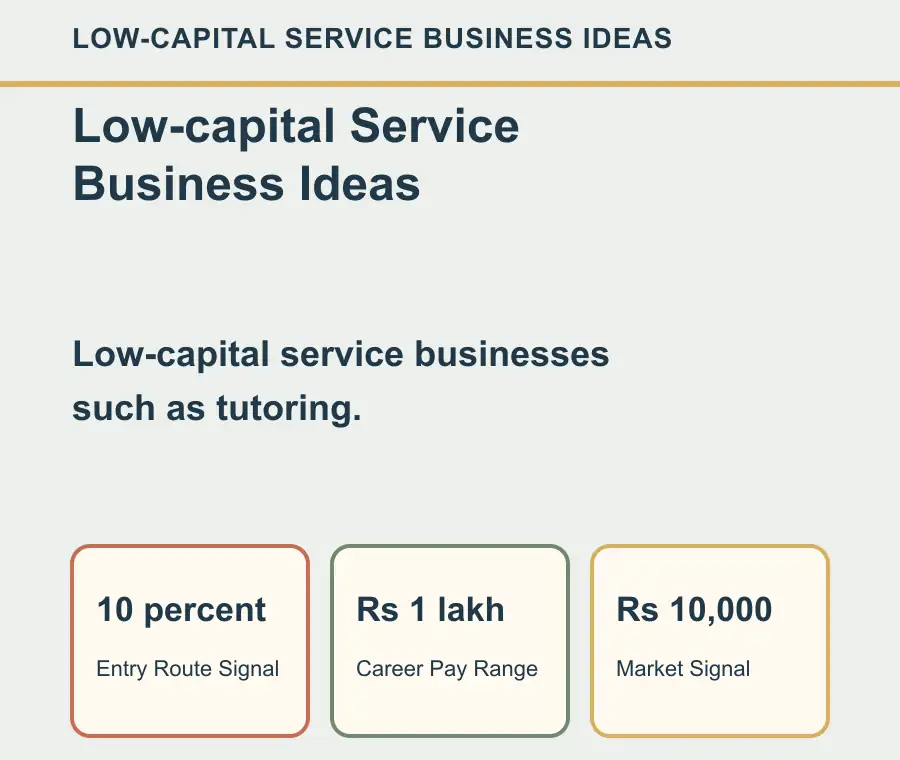 LOW-CAPITAL SERVICE BUSINESS IDEAS
Low-capital Service
Business Ideas
Low-capital service businesses
such as tutoring.
10 percent
Entry Route Signal
Rs 1 lakh
Career Pay Range
Rs 10,000
Market Signal